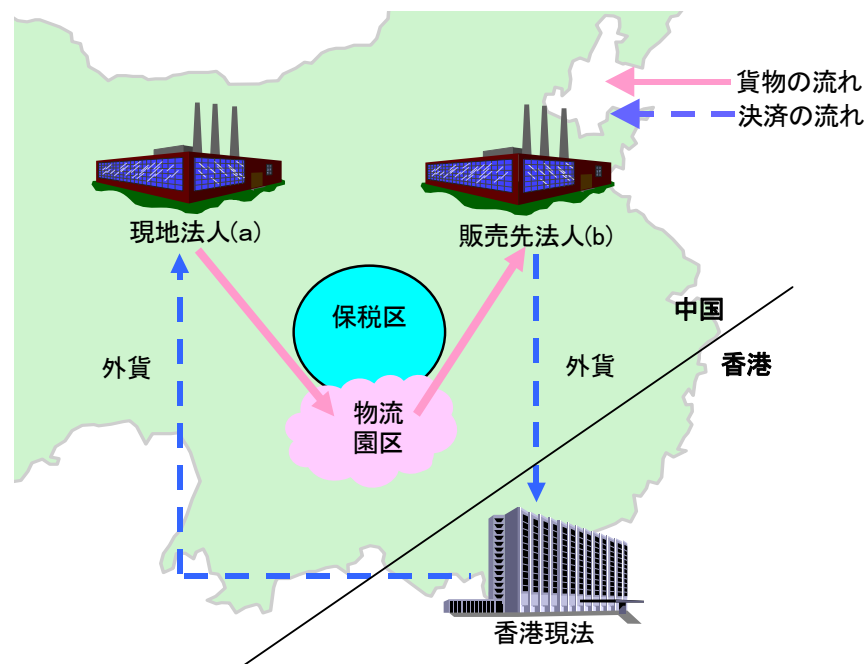 貨物の流れ
決済の流れ
現地法人(a)
販売先法人(b)
保税区
中国
香港
外貨
外貨
物流
園区
香港現法